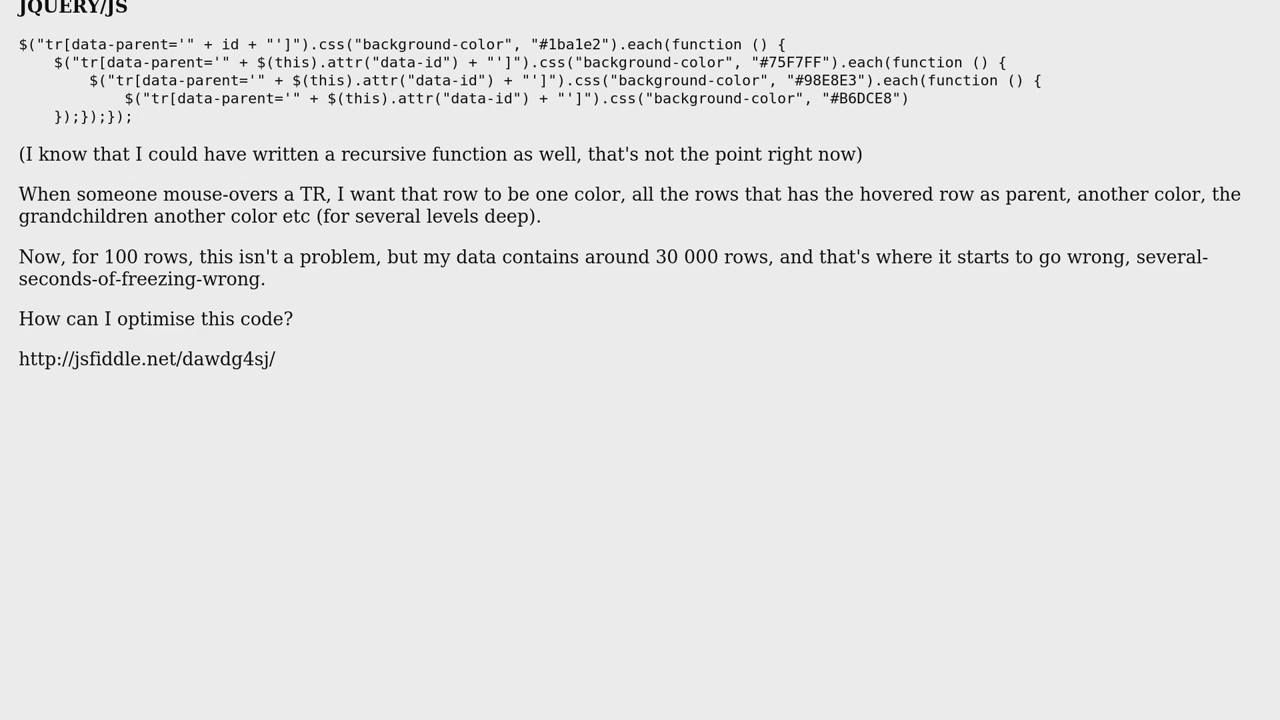 JQUERY/JS
$("tr[data-parent='" + id + "']").css("background-color", "#1ba1e2").each(function () {
    $("tr[data-parent='" + $(this).attr("data-id") + "']").css("background-color", "#75F7FF").each(function () {
        $("tr[data-parent='" + $(this).attr("data-id") + "']").css("background-color", "#98E8E3").each(function () {
            $("tr[data-parent='" + $(this).attr("data-id") + "']").css("background-color", "#B6DCE8")
    });});});
(I know that I could have written a recursive function as well, that's not the point right now)
When someone mouse-overs a TR, I want that row to be one color, all the rows that has the hovered row as parent, another color, the
grandchildren another color etc (for several levels deep).
Now, for 100 rows, this isn't a problem, but my data contains around 30 000 rows, and that's where it starts to go wrong, several-
seconds-of-freezing-wrong.
How can I optimise this code?
http://jsfiddle.net/dawdg4sj/